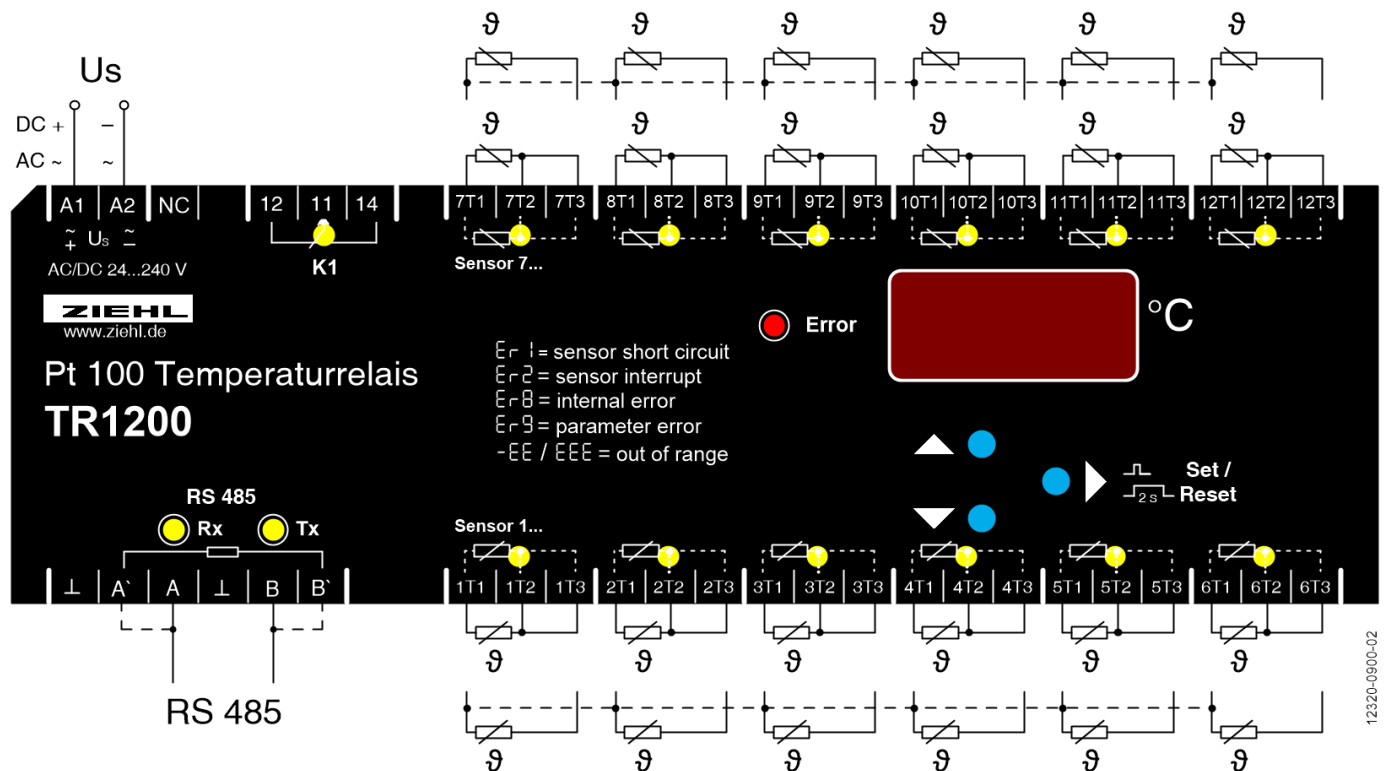 ϑ ϑ ϑ ϑ ϑ ϑ
Us
DC + −
AC ~ ~
ϑ ϑ ϑ ϑ ϑ ϑ
A1 A2 NC 12 11 14 7T1 7T2 7T3 8T1 8T2 8T3 9T1 9T2 9T3 10T1 10T2 10T3 11T1 11T2 11T3 12T1 12T2 12T3
~ + Us ~ −
AC/DC 24...240 V
K1
Sensor 7...
ZIEHL
www.ziehl.de
Error
°C
Pt 100 Temperaturrelais
TR1200
Er1 = sensor short circuit
Er2 = sensor interrupt
Er8 = internal error
Er9 = parameter error
-EE / EEE = out of range
Set /
2 s Reset
RS 485
Rx Tx
Sensor 1...
⊥ A` A ⊥ B B` 1T1 1T2 1T3 2T1 2T2 2T3 3T1 3T2 3T3 4T1 4T2 4T3 5T1 5T2 5T3 6T1 6T2 6T3
ϑ ϑ ϑ ϑ ϑ ϑ
RS 485
ϑ ϑ ϑ ϑ ϑ ϑ
12320-0900-02